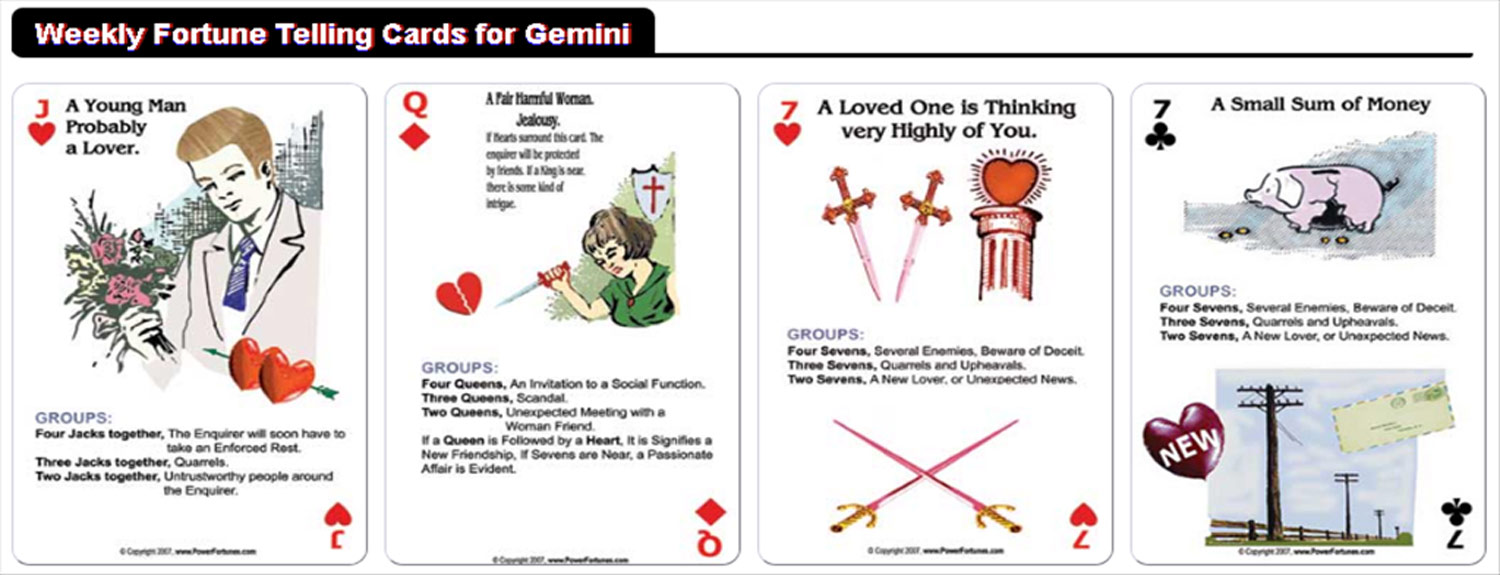 Weekly Fortune Telling Cards for Gemini
J
A Young Man
Probably
a Lover.
GROUPS:
Four Jacks together, The Enquirer will soon have to
take an Enforced Rest.
Three Jacks together, Quarrels.
Two Jacks together, Untrustworthy people around
the Enquirer.
J
© Copyright 2007, www.PowerFortunes.com
Q
A Fair Harmful Woman.
Jealousy.
If Hearts surround this card. The
enquirer will be protected
by friends. If a King is near,
there is some kind of
intrigue.
GROUPS:
Four Queens, An Invitation to a Social Function.
Three Queens, Scandal.
Two Queens, Unexpected Meeting with a
Woman Friend.
If a Queen is Followed by a Heart, It is Signifies a
New Friendship, If Sevens are Near, a Passionate
Affair is Evident.
Q
© Copyright 2007, www.PowerFortunes.com
7
A Loved One is Thinking
very Highly of You.
GROUPS:
Four Sevens, Several Enemies, Beware of Deceit.
Three Sevens, Quarrels and Upheavals.
Two Sevens, A New Lover, or Unexpected News.
7
© Copyright 2007, www.PowerFortunes.com
7
A Small Sum of Money
GROUPS:
Four Sevens, Several Enemies, Beware of Deceit.
Three Sevens, Quarrels and Upheavals.
Two Sevens, A New Lover, or Unexpected News.
NEW
7
© Copyright 2007, www.PowerFortunes.com